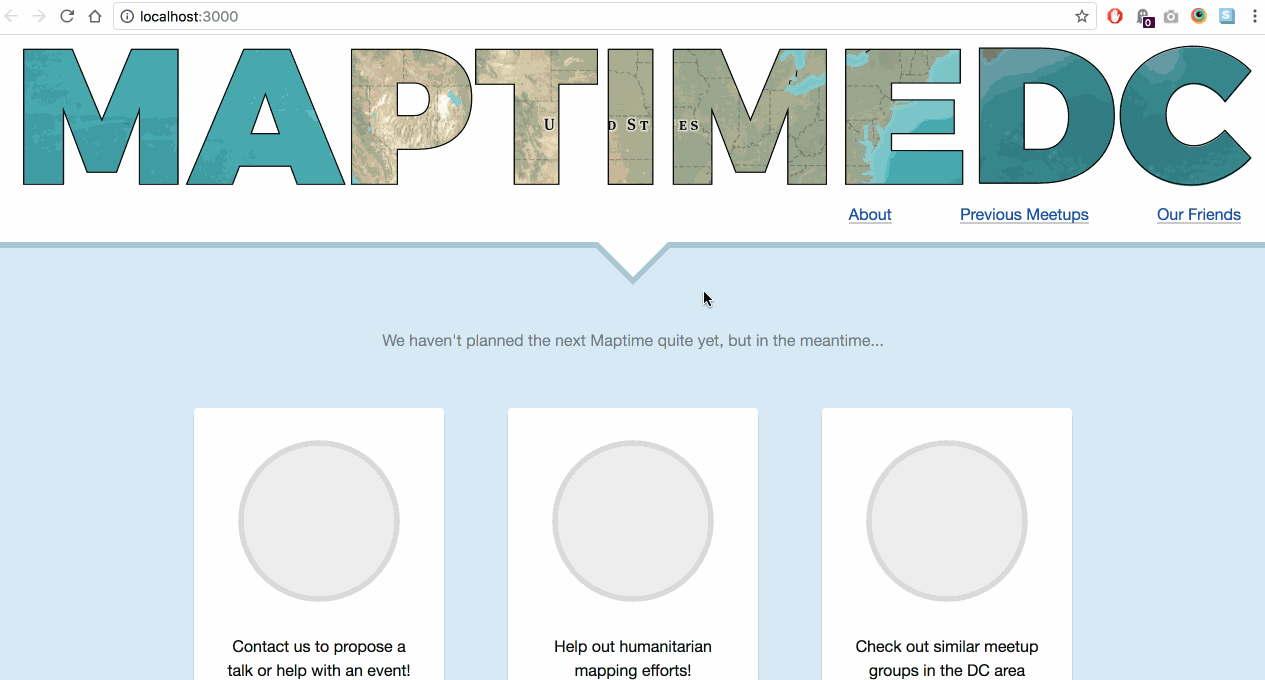 localhost:3000
0
S
MAPTIMEDC
U D ST ES
About Previous Meetups Our Friends
We haven't planned the next Maptime quite yet, but in the meantime...
Contact us to propose a
talk or help with an event!
Help out humanitarian
mapping efforts!
Check out similar meetup
groups in the DC area